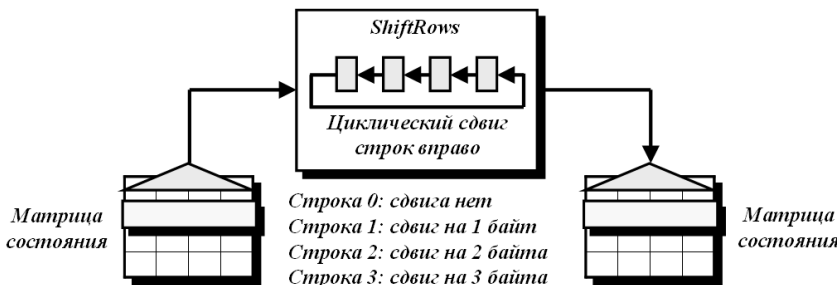 ShiftRows
Циклический сдвиг
строк вправо
Матрица
состояния
Строка 0: сдвига нет
Строка 1: сдвиг на 1 байт
Строка 2: сдвиг на 2 байта
Строка 3: сдвиг на 3 байта
Матрица
состояния